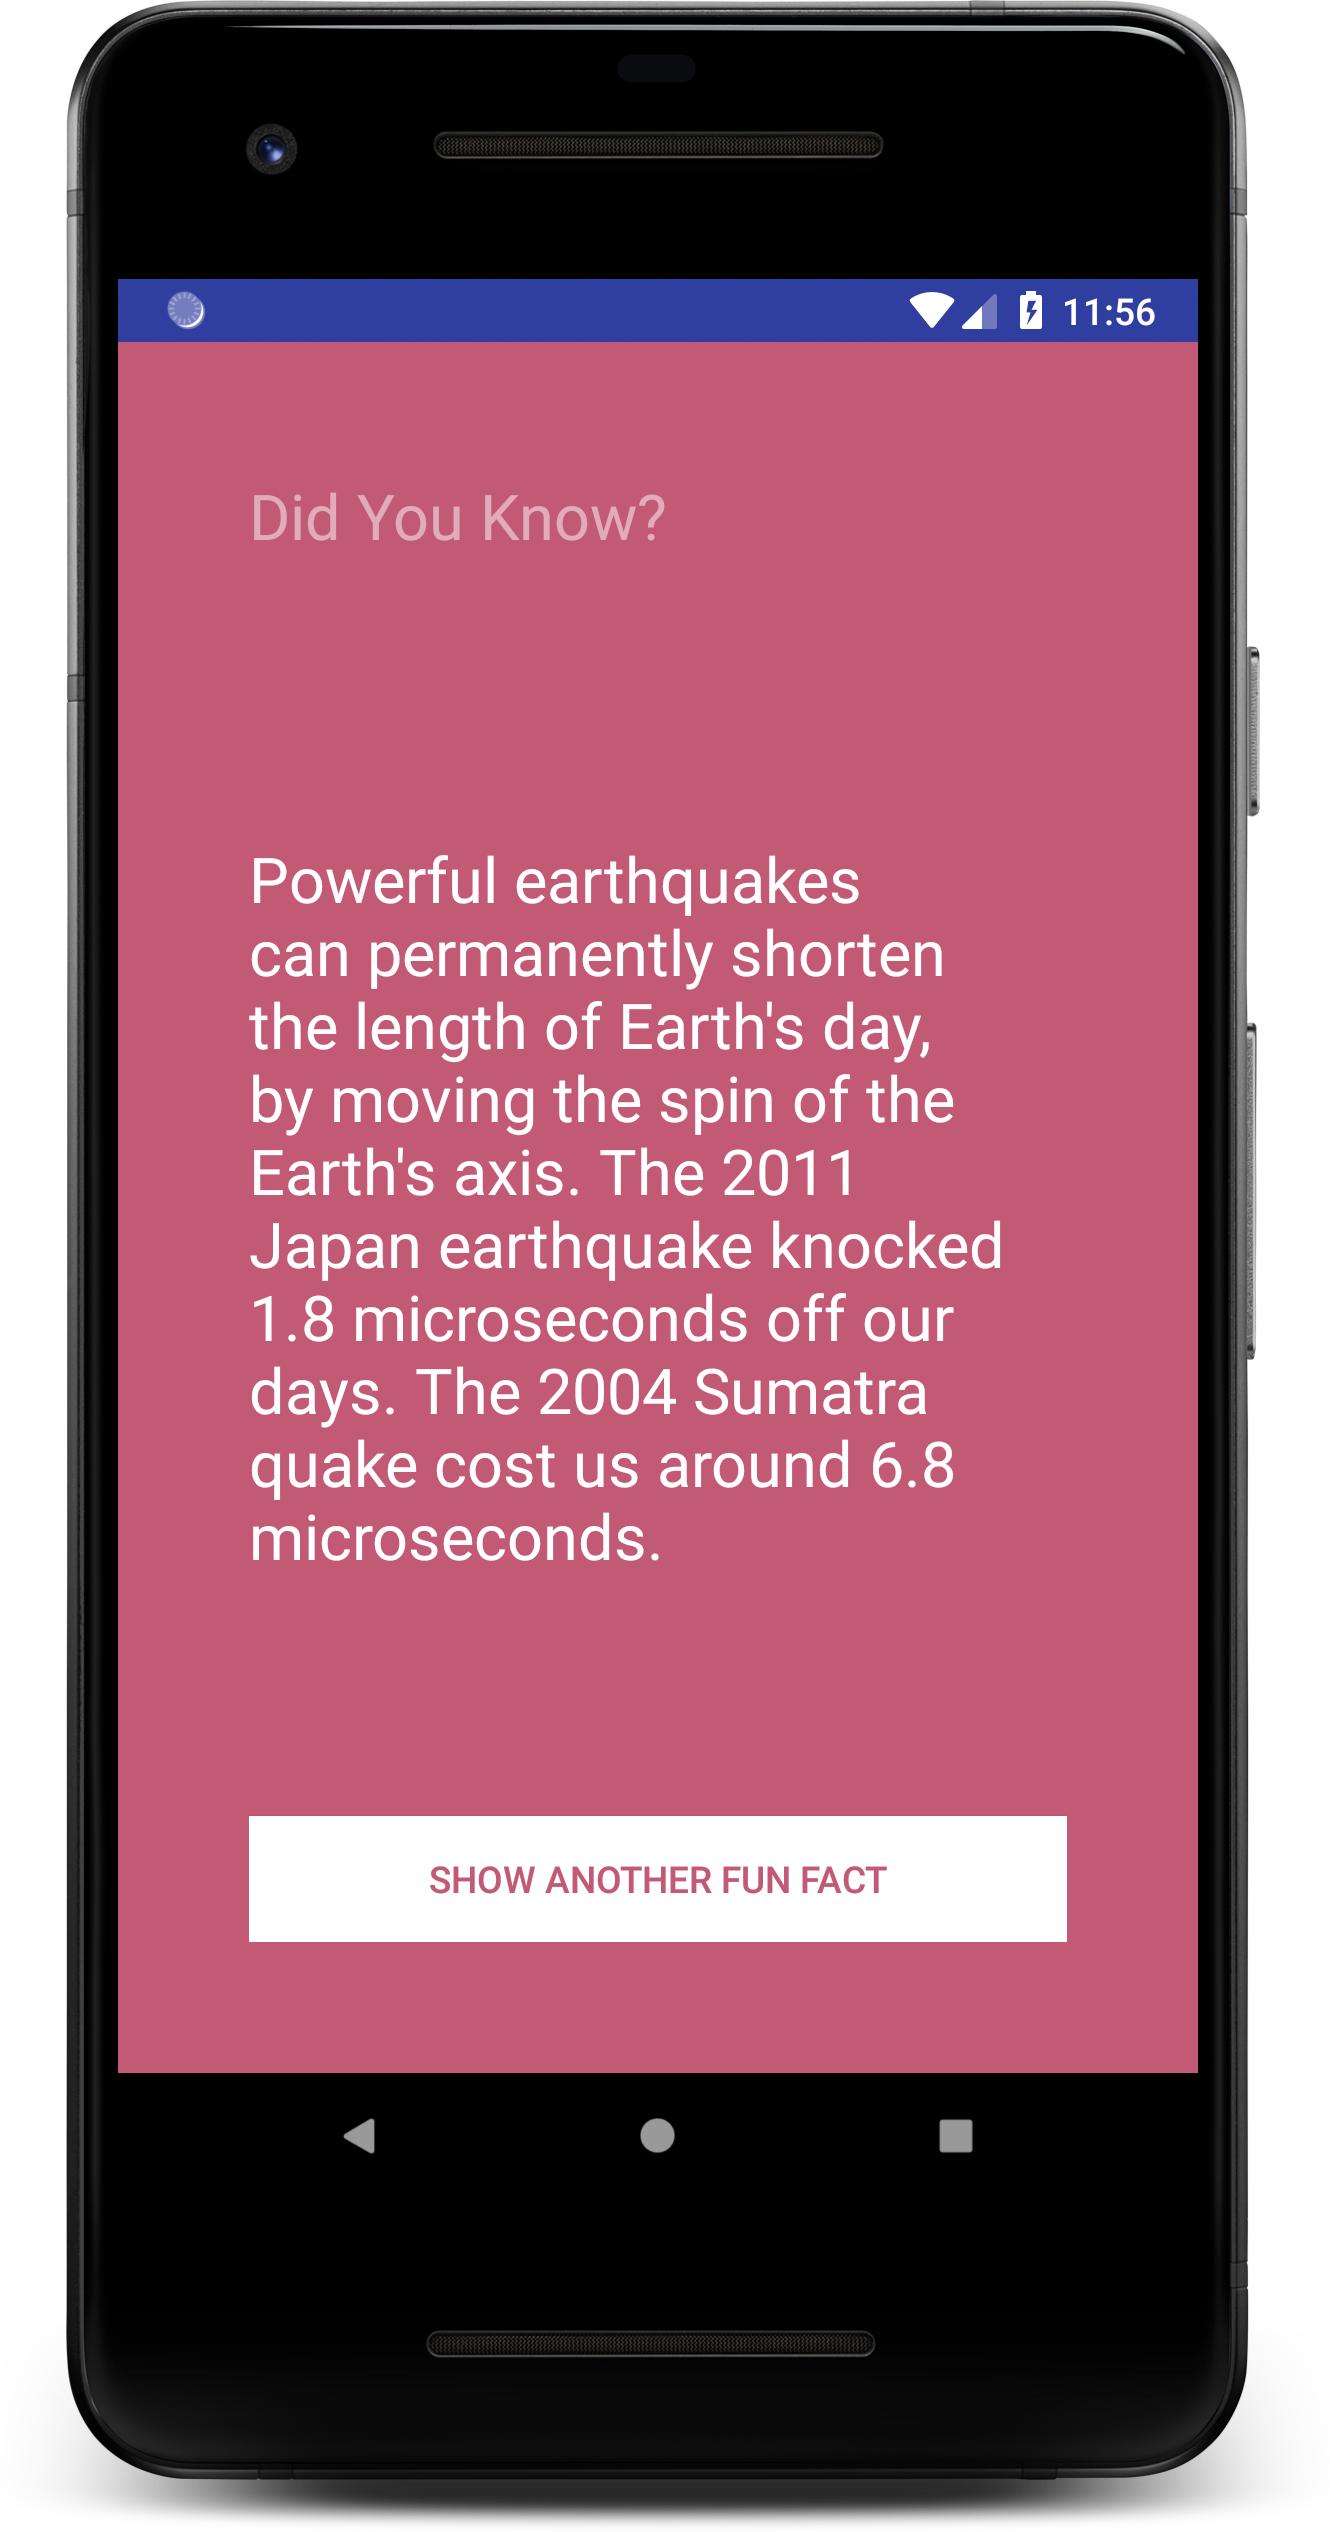 11:56
Did You Know?
Powerful earthquakes
can permanently shorten
the length of Earth's day,
by moving the spin of the
Earth's axis. The 2011
Japan earthquake knocked
1.8 microseconds off our
days. The 2004 Sumatra
quake cost us around 6.8
microseconds.
SHOW ANOTHER FUN FACT